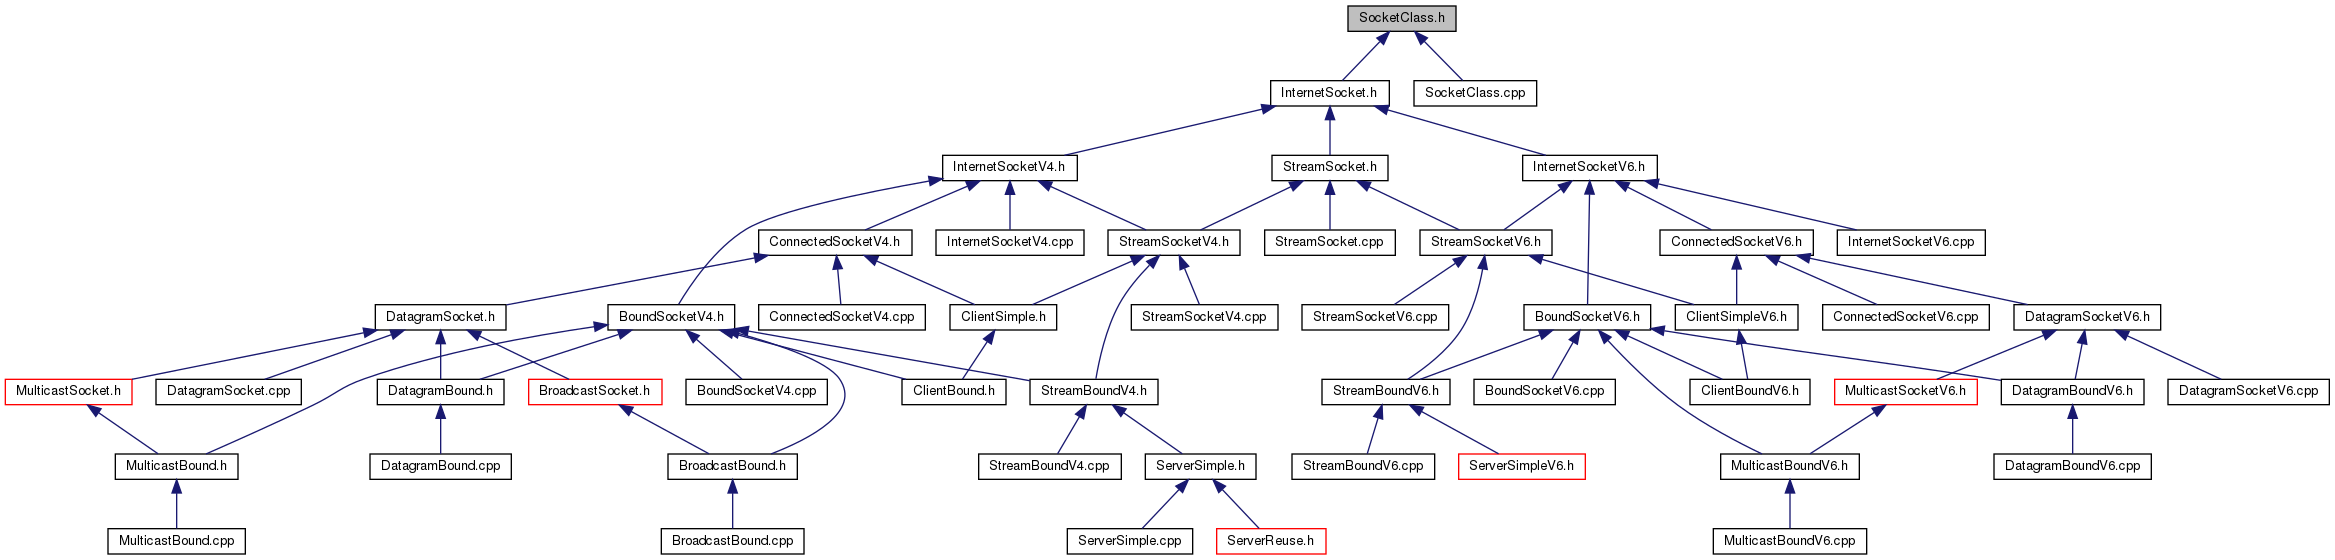 SocketClass.h
InternetSocket.h
SocketClass.cpp
InternetSocketV4.h
StreamSocket.h
InternetSocketV6.h
ConnectedSocketV4.h
InternetSocketV4.cpp
StreamSocketV4.h
StreamSocket.cpp
StreamSocketV6.h
ConnectedSocketV6.h
InternetSocketV6.cpp
DatagramSocket.h
BoundSocketV4.h
ConnectedSocketV4.cpp
ClientSimple.h
StreamSocketV4.cpp
StreamSocketV6.cpp
BoundSocketV6.h
ClientSimpleV6.h
ConnectedSocketV6.cpp
DatagramSocketV6.h
MulticastSocket.h
DatagramSocket.cpp
DatagramBound.h
BroadcastSocket.h
BoundSocketV4.cpp
ClientBound.h
StreamBoundV4.h
StreamBoundV6.h
BoundSocketV6.cpp
ClientBoundV6.h
MulticastSocketV6.h
DatagramBoundV6.h
DatagramSocketV6.cpp
MulticastBound.h
DatagramBound.cpp
BroadcastBound.h
StreamBoundV4.cpp
ServerSimple.h
StreamBoundV6.cpp
ServerSimpleV6.h
MulticastBoundV6.h
DatagramBoundV6.cpp
MulticastBound.cpp
BroadcastBound.cpp
ServerSimple.cpp
ServerReuse.h
MulticastBoundV6.cpp